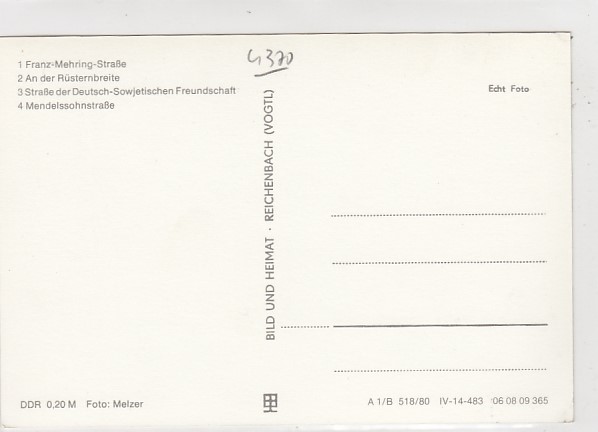 1 Franz-Mehring-Straße
2 An der Rüsternbreite
3 Straße der Deutsch-Sowjetischen Freundschaft
4 Mendelssohnstraße
4370
Echt Foto
BILD UND HEIMAT · REICHENBACH (VOGTL)
DDR 0,20 M Foto: Melzer
A 1/B 518/80 IV-14-483 06 08 09 365